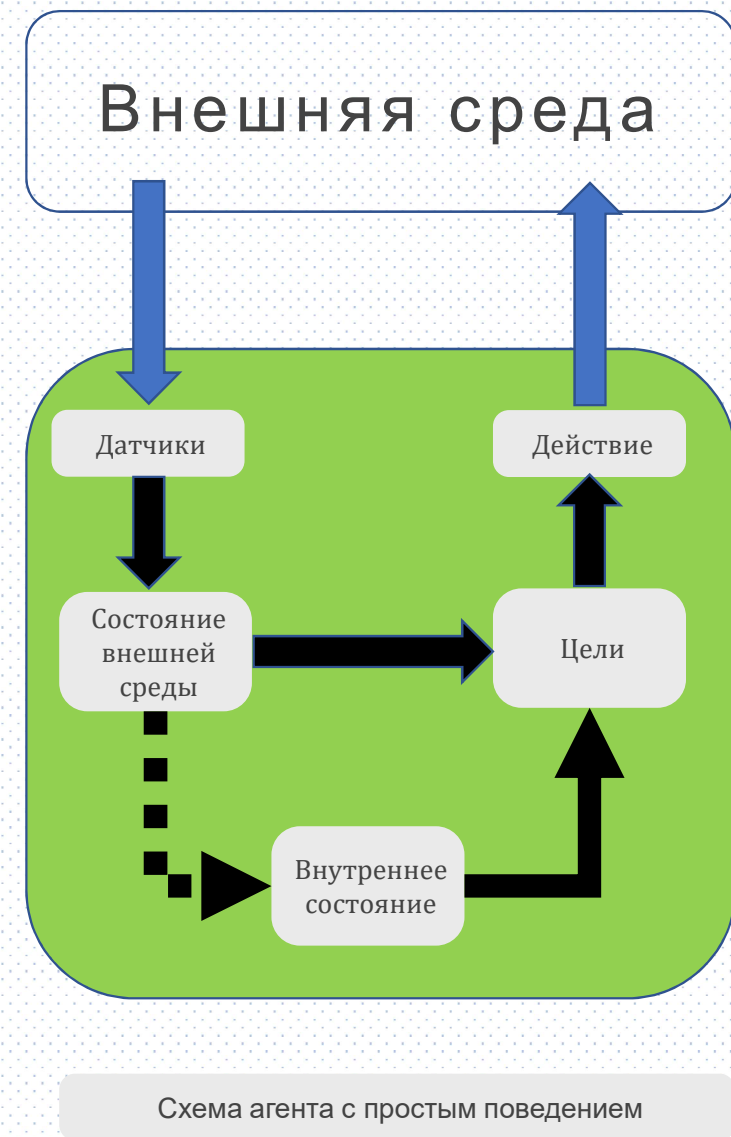 Внешняя среда
Датчики
Действие
Состояние
внешней
среды
Цели
Внутреннее
состояние
Схема агента с простым поведением